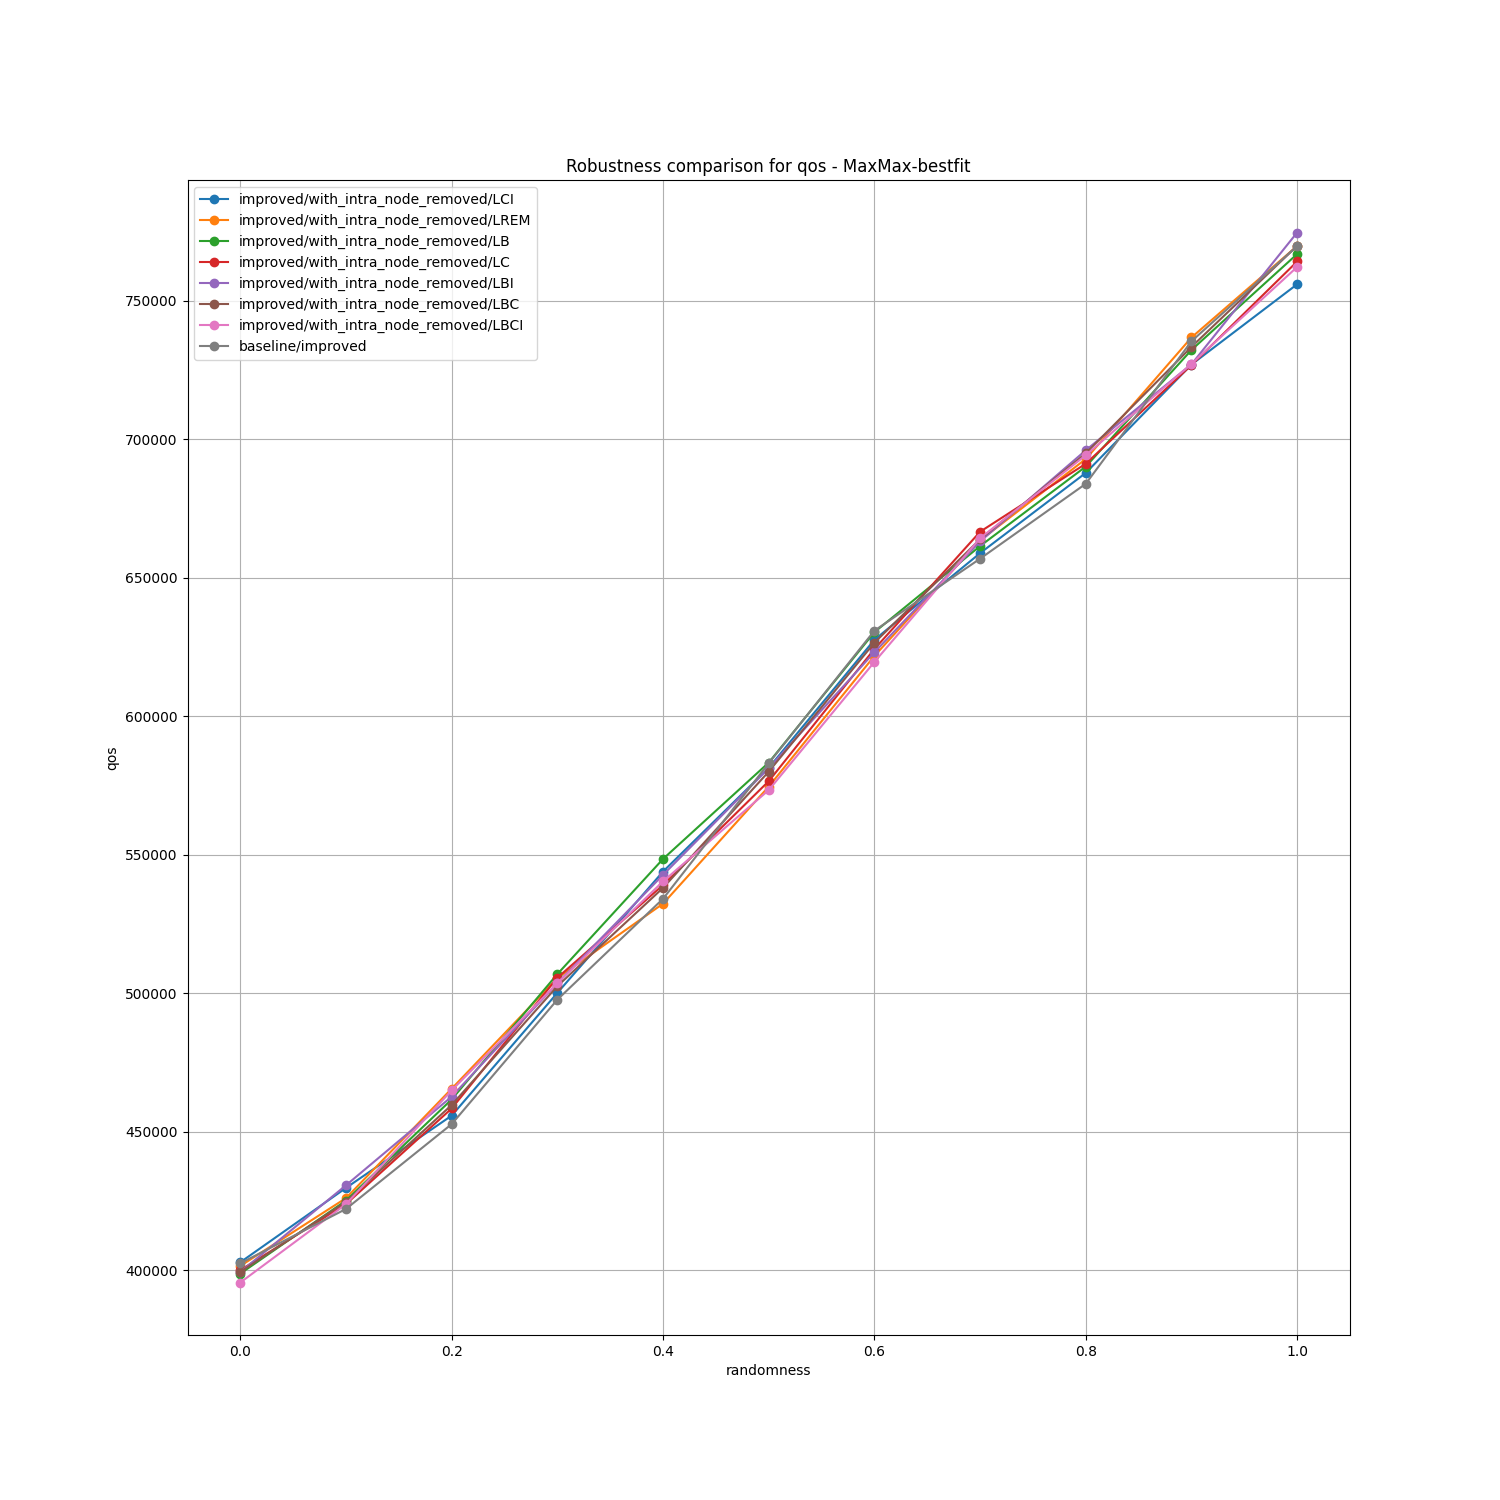 Robustness comparison for qos - MaxMax-bestfit
improved/with_intra_node_removed/LCI
improved/with_intra_node_removed/LREM
improved/with_intra_node_removed/LB
improved/with_intra_node_removed/LC
improved/with_intra_node_removed/LBI
improved/with_intra_node_removed/LBC
improved/with_intra_node_removed/LBCI
baseline/improved
750000
700000
650000
600000
550000
500000
450000
400000
qos
0.0 0.2 0.4 0.6 0.8 1.0
randomness